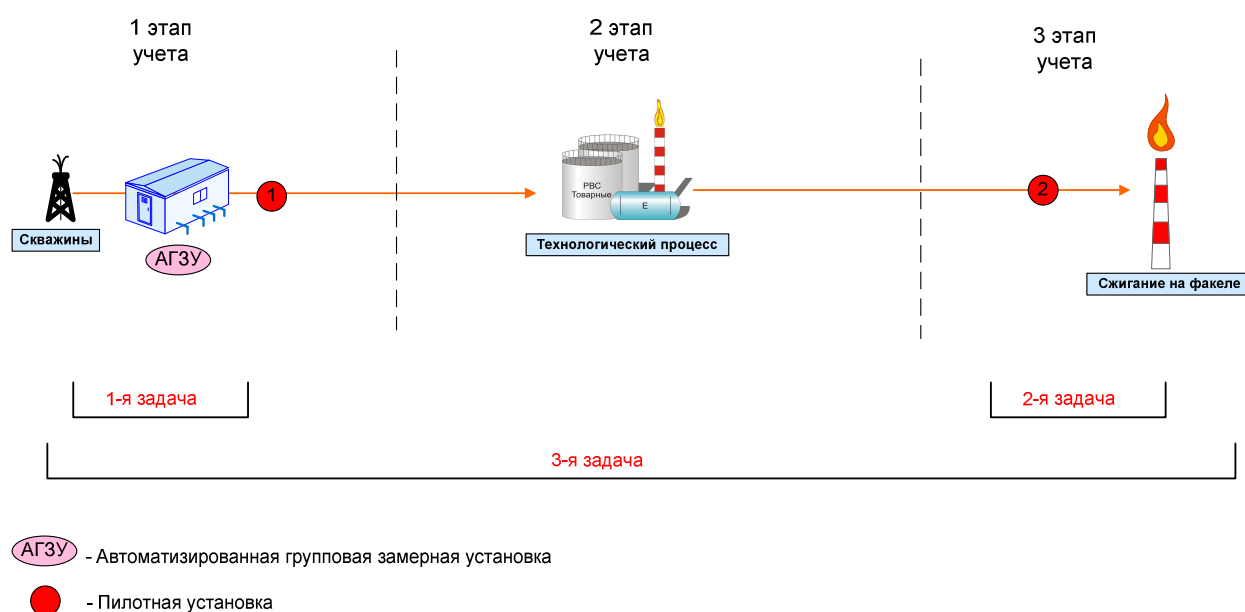 1 этап
учета
2 этап
учета
3 этап
учета
1
2
РВС
Товарные
Е
Скважины
АГЗУ
Технологический процесс
Сжигание на факеле
1-я задача
2-я задача
3-я задача
АГЗУ - Автоматизированная групповая замерная установка
- Пилотная установка